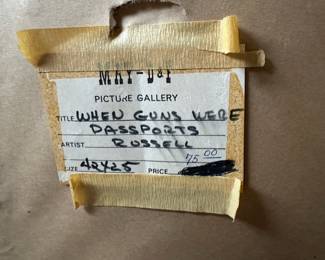 MAY-D&F
PICTURE GALLERY
TITLE WHEN GUNS WERE
PASSPORTS
ARTIST RUSSELL
SIZE 42X25 PRICE 75 00